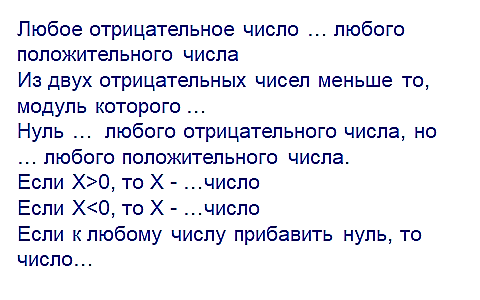 Любое отрицательное число … любого
положительного числа
Из двух отрицательных чисел меньше то,
модуль которого …
Нуль … любого отрицательного числа, но
… любого положительного числа.
Если Х>0, то Х - …число
Если Х<0, то Х - …число
Если к любому числу прибавить нуль, то
число…